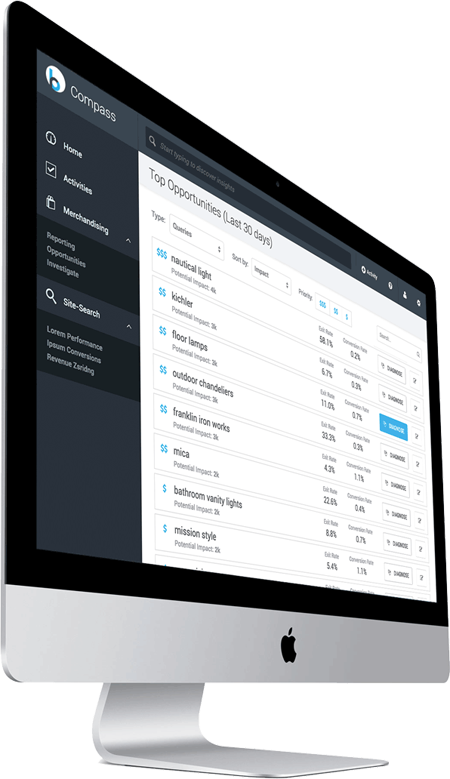 Compass
Start typing to discover insights
Activity
Home
Activities
Merchandising
Reporting
Opportunities
Investigate
Site-Search
Lorem Performance
Ipsum Conversions
Revenue Zsridng
Top Opportunities (Last 30 days)
Type: Queries Sort by: Impact Priority $$$ $$ $ Search..
$$$ nautical light
Potential Impact: 4k
Exit Rate 58.1% Conversion Rate 0.2% DIAGNOSE
$$ kichler
Potential Impact: 3k
Exit Rate 6.7% Conversion Rate 0.3% DIAGNOSE
$$ floor lamps
Potential Impact: 3k
Exit Rate 11.0% Conversion Rate 0.7% DIAGNOSE
$$ outdoor chandeliers
Potential Impact: 3k
Exit Rate 33.3% Conversion Rate 0.3% DIAGNOSE
$$ franklin iron works
Potential Impact: 2k
Exit Rate 4.3% Conversion Rate 1.1% DIAGNOSE
$$ mica
Potential Impact: 2k
Exit Rate 22.6% Conversion Rate 0.4% DIAGNOSE
$ bathroom vanity lights
Potential Impact: 2k
Exit Rate 8.8% Conversion Rate 0.7% DIAGNOSE
$ mission style
Potential Impact: 2k
Exit Rate 5.4% Conversion Rate 1.1% DIAGNOSE